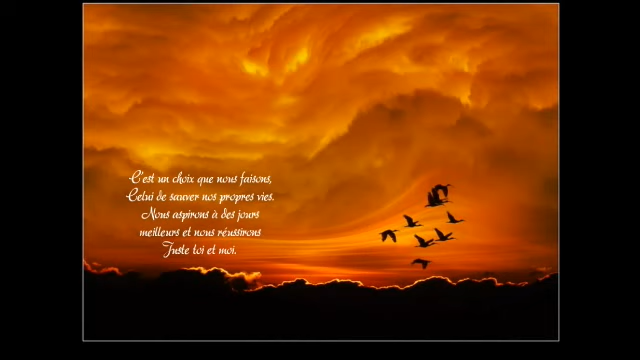 C'est un choix que nous faisons,
Celui de sauver nos propres vies.
Nous aspirons à des jours
meilleurs et nous réussirons
Juste toi et moi.